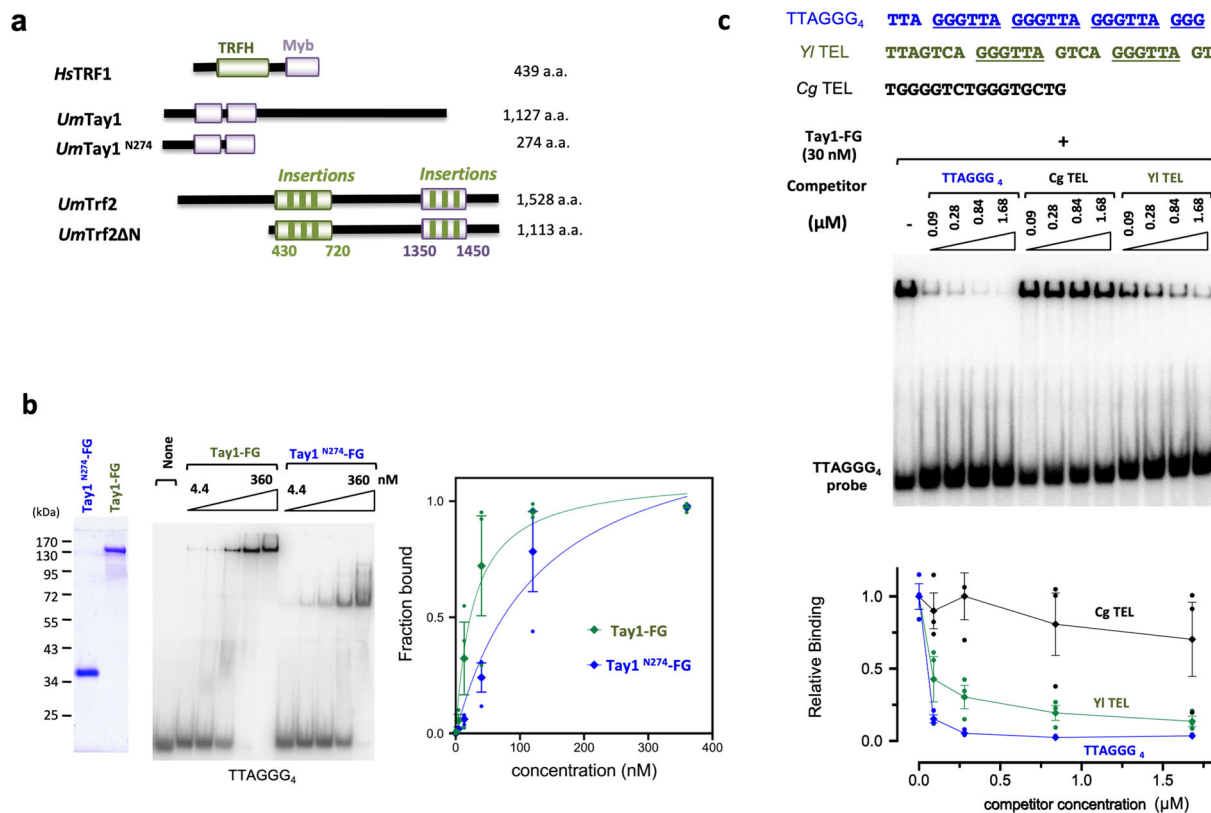 a
TRFH Myb
HsTRF1 439 a.a.
UmTay1 1,127 a.a.
UmTay1 N274 274 a.a.
Insertions Insertions
UmTrf2 1,528 a.a.
UmTrf2ΔN 1,113 a.a.
430 720 1350 1450
b
Tay1 N274-FG
Tay1-FG
(kDa)
170
130
95
72
55
43
34
25
None
Tay1-FG Tay1 N274-FG
4.4 360 4.4 360 nM
TTAGGG4
Fraction bound
1.0
0.5
0.0
0 100 200 300 400
concentration (nM)
Tay1-FG
Tay1 N274-FG
c
TTAGGG4 TTA GGGTTA GGGTTA GGGTTA GGG
Yl TEL TTAGTCA GGGTTA GTCA GGGTTA GT
Cg TEL TGGGGTCTGGGTGCTG
Tay1-FG
(30 nM)
+
Competitor TTAGGG4 Cg TEL Yl TEL
(µM) - 0.09 0.28 0.84 1.68 0.09 0.28 0.84 1.68 0.09 0.28 0.84 1.68
TTAGGG4
probe
Relative Binding
1.0
0.5
0.0
Cg TEL
Yl TEL
TTAGGG4
0.0 0.5 1.0 1.5
competitor concentration (µM)